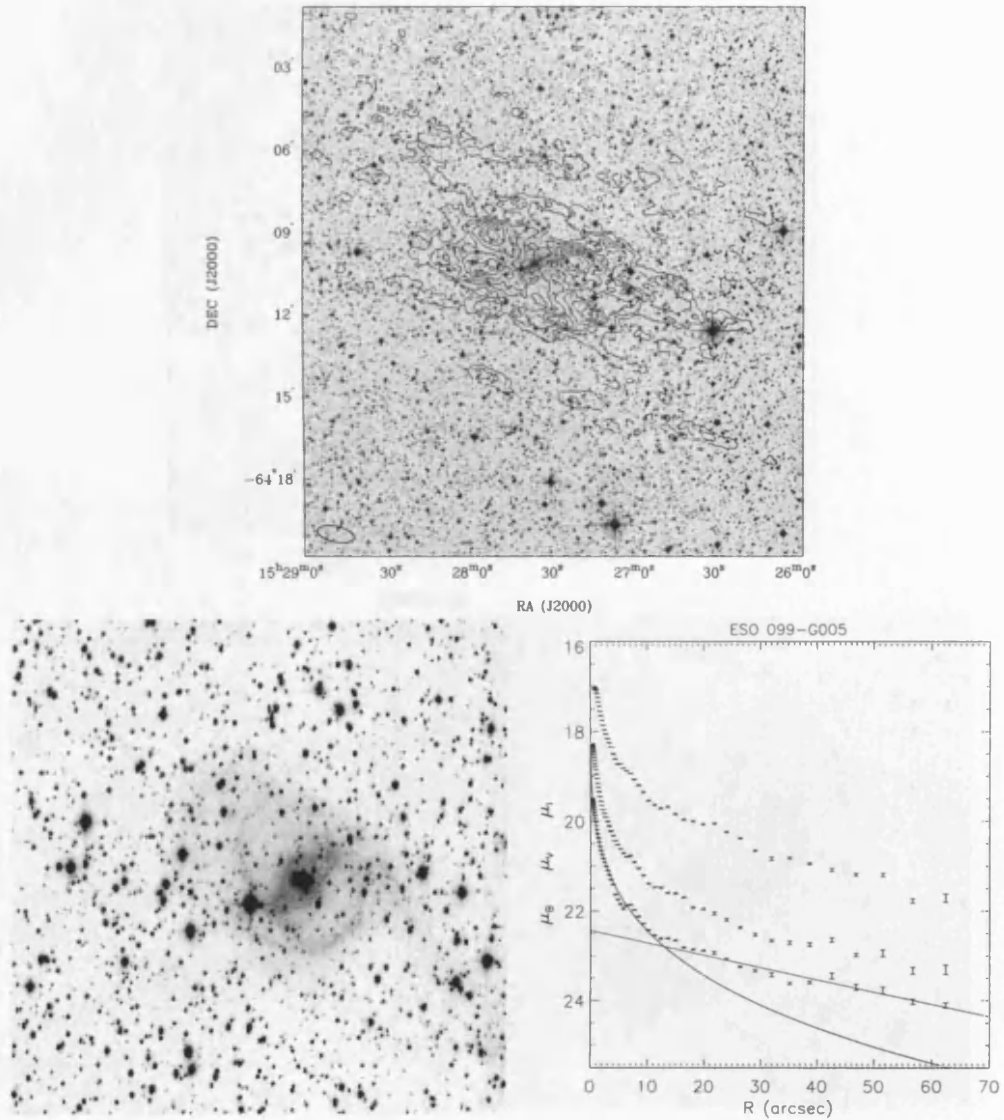 03′
06′
09′
12′
15′
−64°18′
DEC (J2000)
15ʰ29ᵐ0ˢ 30ˢ 28ᵐ0ˢ 30ˢ 27ᵐ0ˢ 30ˢ 26ᵐ0ˢ
RA (J2000)
ESO 099-G005
16
18
20
22
24
μB μV μI
0 10 20 30 40 50 60 70
R (arcsec)